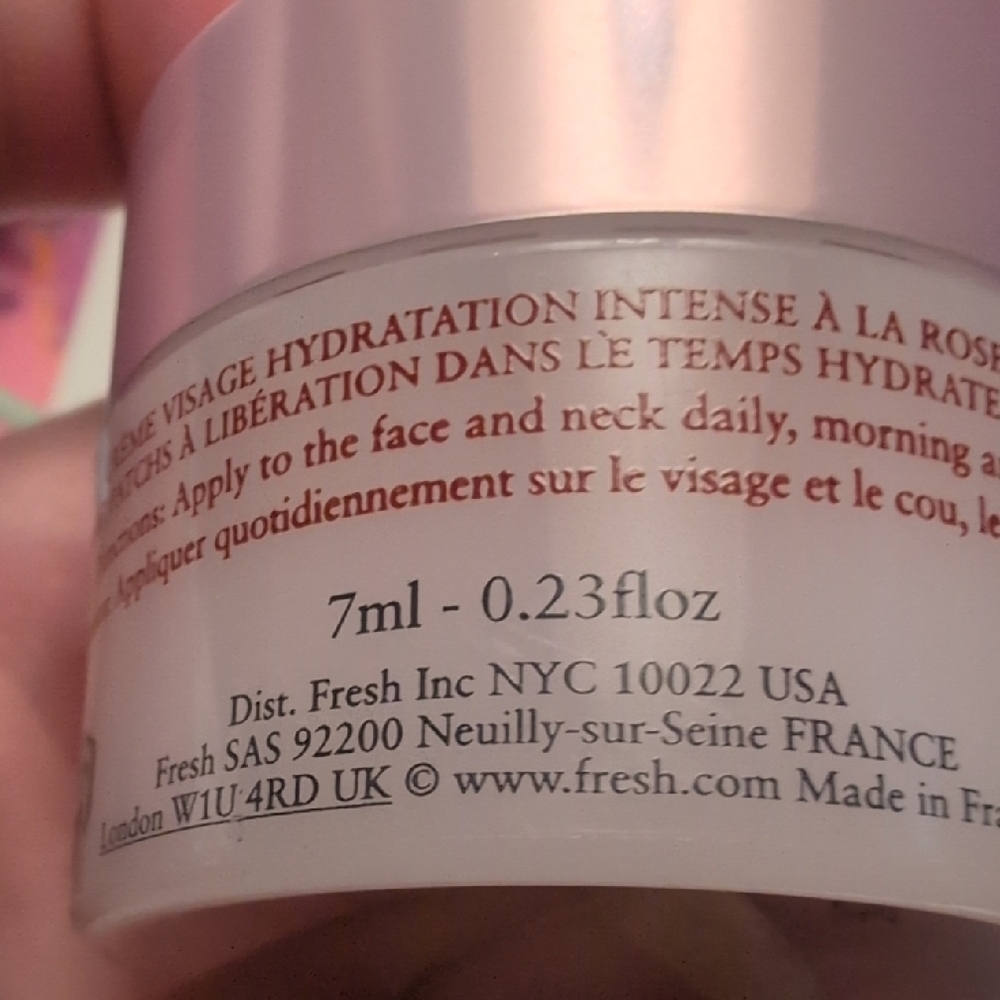 VISAGE HYDRATATION INTENSE À LA ROSE
À LIBÉRATION DANS LE TEMPS HYDRATE
Apply to the face and neck daily, morning
Appliquer quotidiennement sur le visage et le cou, le
7ml - 0.23floz
Dist. Fresh Inc NYC 10022 USA
Fresh SAS 92200 Neuilly-sur-Seine FRANCE
London W1U 4RD UK © www.fresh.com Made in